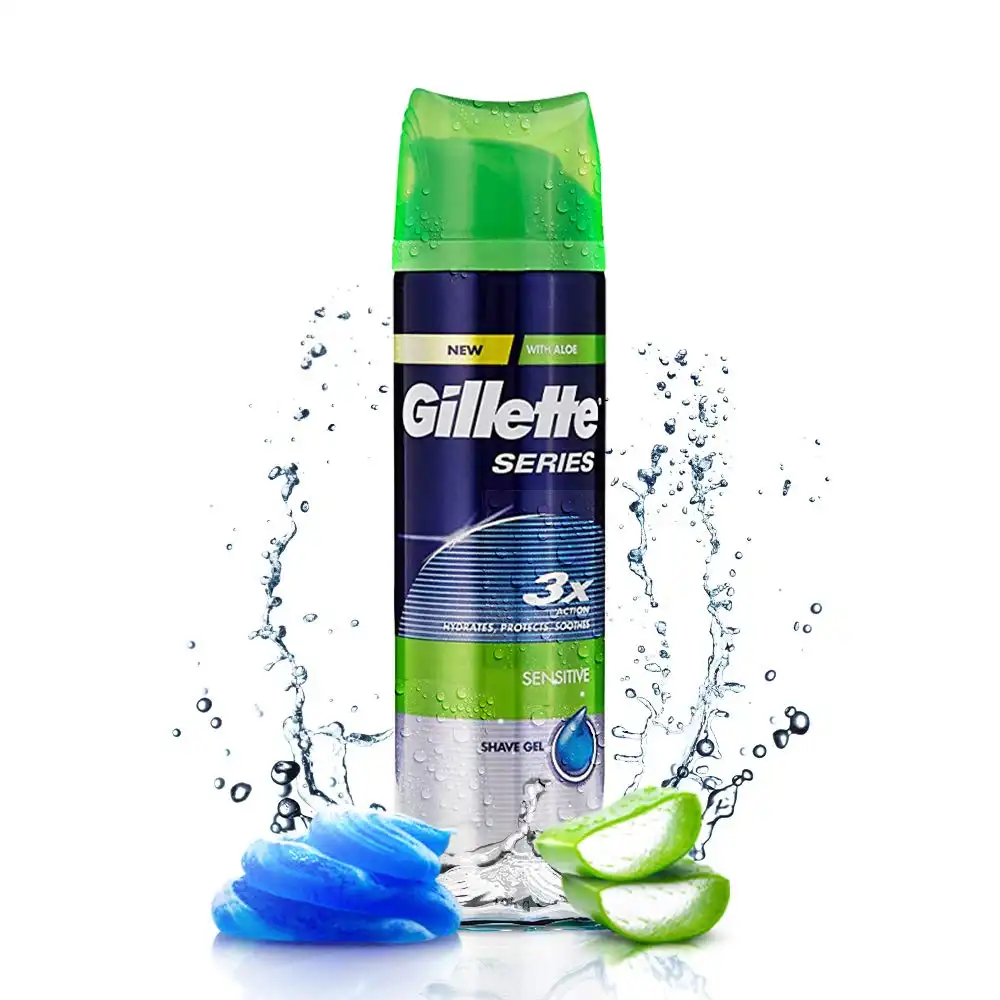 NEW WITH ALOE
Gillette
SERIES
3x
ACTION
HYDRATES, PROTECTS, SOOTHES
SENSITIVE
SHAVE GEL